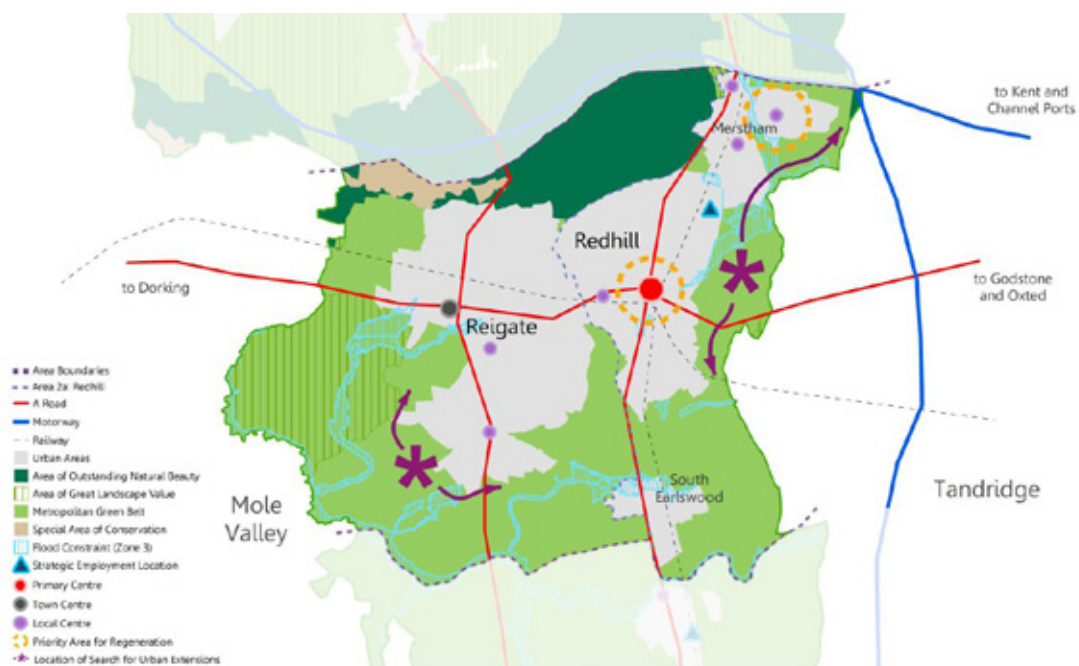 to Kent and
Channel Ports
Merstham
Redhill
to Dorking
to Godstone
and Oxted
Reigate
Area Boundaries
Area 2a: Redhill
A Road
Motorway
Railway
Urban Areas
Area of Outstanding Natural Beauty
Area of Great Landscape Value
Metropolitan Green Belt
Special Area of Conservation
Flood Constraint (Zone 3)
Strategic Employment Location
Primary Centre
Town Centre
Local Centre
Priority Area for Regeneration
Location of Search for Urban Extensions
Mole
Valley
South
Earlswood
Tandridge